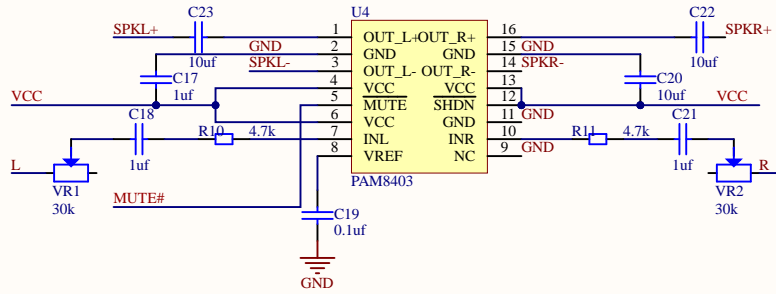 U4
C23
C22
SPKL+
1
OUT_L+
OUT_R+
16
SPKR+
10uf
GND
2
GND
GND
15
GND
10uf
SPKL-
3
OUT_L-
OUT_R-
14
SPKR-
C17
4
VCC
VCC
13
C20
VCC
1uf
5
MUTE
SHDN
12
10uf
VCC
C18
6
VCC
GND
11
GND
C21
R10
4.7k
7
INL
INR
10
R11
4.7k
1uf
8
VREF
NC
9
GND
1uf
L
R
PAM8403
VR1
VR2
30k
MUTE#
30k
C19
0.1uf
GND